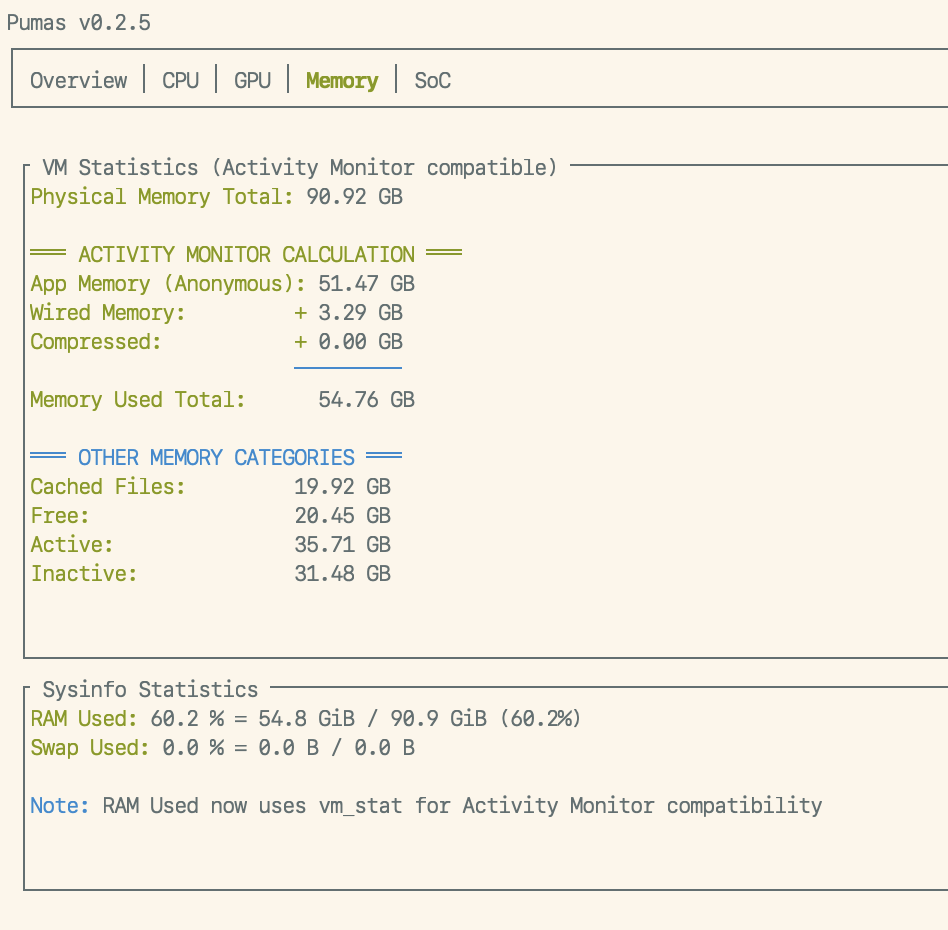 Pumas v0.2.5
Overview │ CPU │ GPU │ Memory │ SoC
VM Statistics (Activity Monitor compatible)
Physical Memory Total: 90.92 GB
═══ ACTIVITY MONITOR CALCULATION ═══
App Memory (Anonymous): 51.47 GB
Wired Memory: + 3.29 GB
Compressed: + 0.00 GB
Memory Used Total: 54.76 GB
═══ OTHER MEMORY CATEGORIES ═══
Cached Files: 19.92 GB
Free: 20.45 GB
Active: 35.71 GB
Inactive: 31.48 GB
Sysinfo Statistics
RAM Used: 60.2 % = 54.8 GiB / 90.9 GiB (60.2%)
Swap Used: 0.0 % = 0.0 B / 0.0 B
Note: RAM Used now uses vm_stat for Activity Monitor compatibility